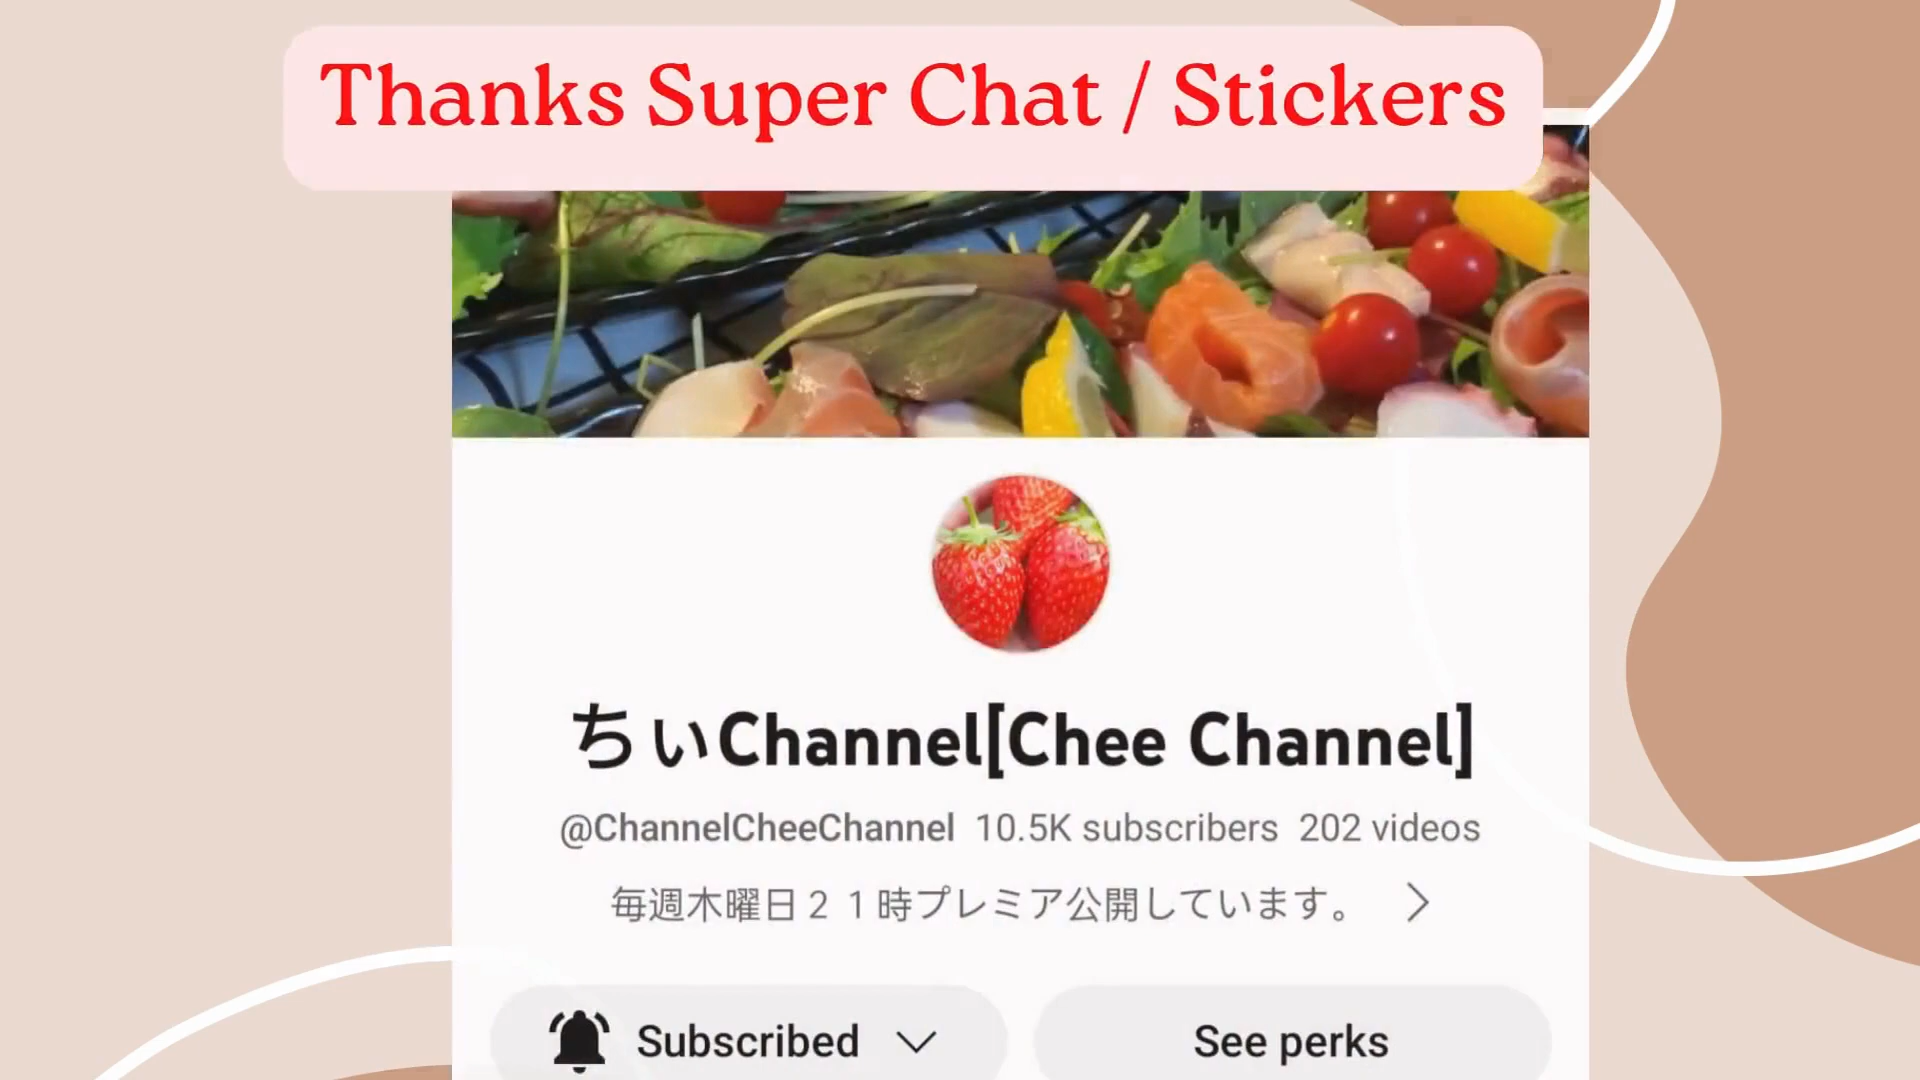 Thanks Super Chat / Stickers
ちぃChannel[Chee Channel]
@ChannelCheeChannel 10.5K subscribers 202 videos
毎週木曜日２１時プレミア公開しています。
Subscribed
See perks